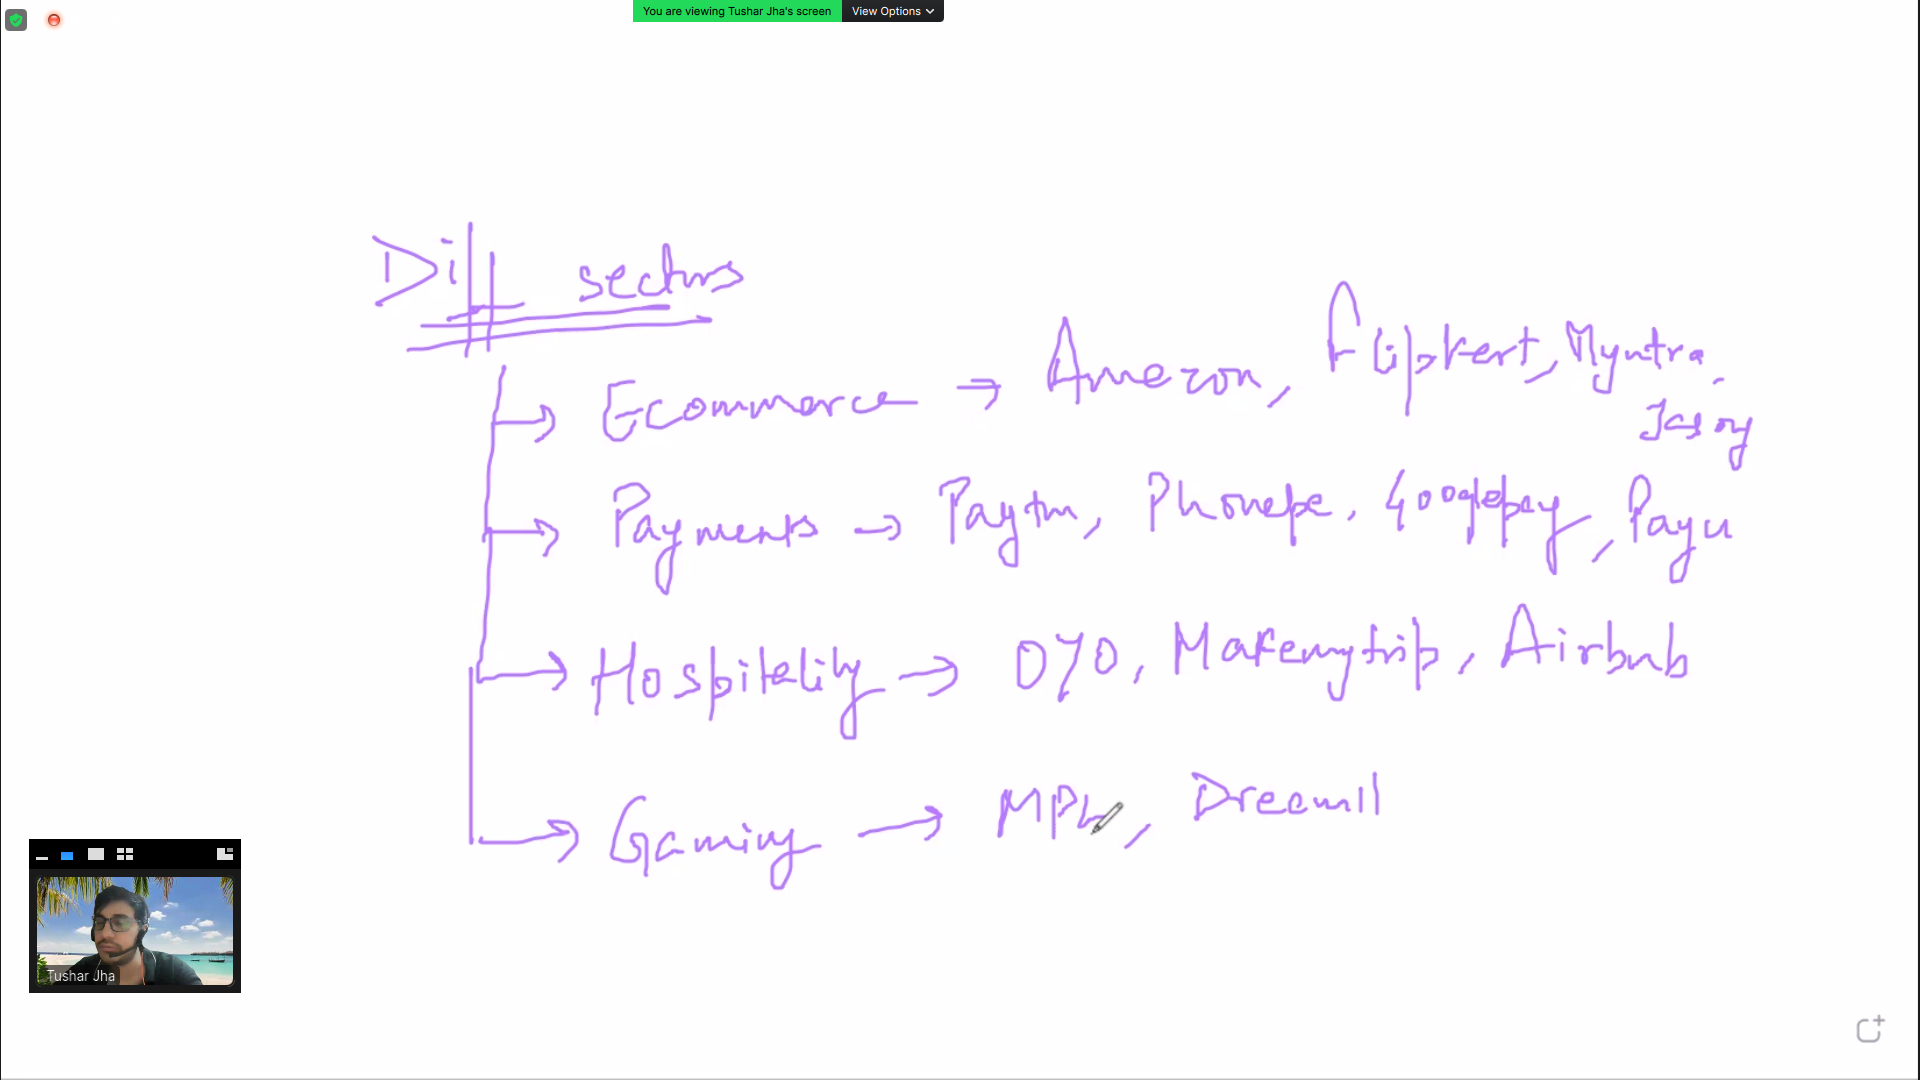 You are viewing Tushar Jha's screen View Options
Diff sectors
Ecommerce → Amazon, Flipkart, Myntra,
Payments → Paytm, Phonepe, Googlepay, Payu
Hospitality → OYO, Makemytrip, Airbnb
Gaming → MPL, Dream11
Tushar Jha